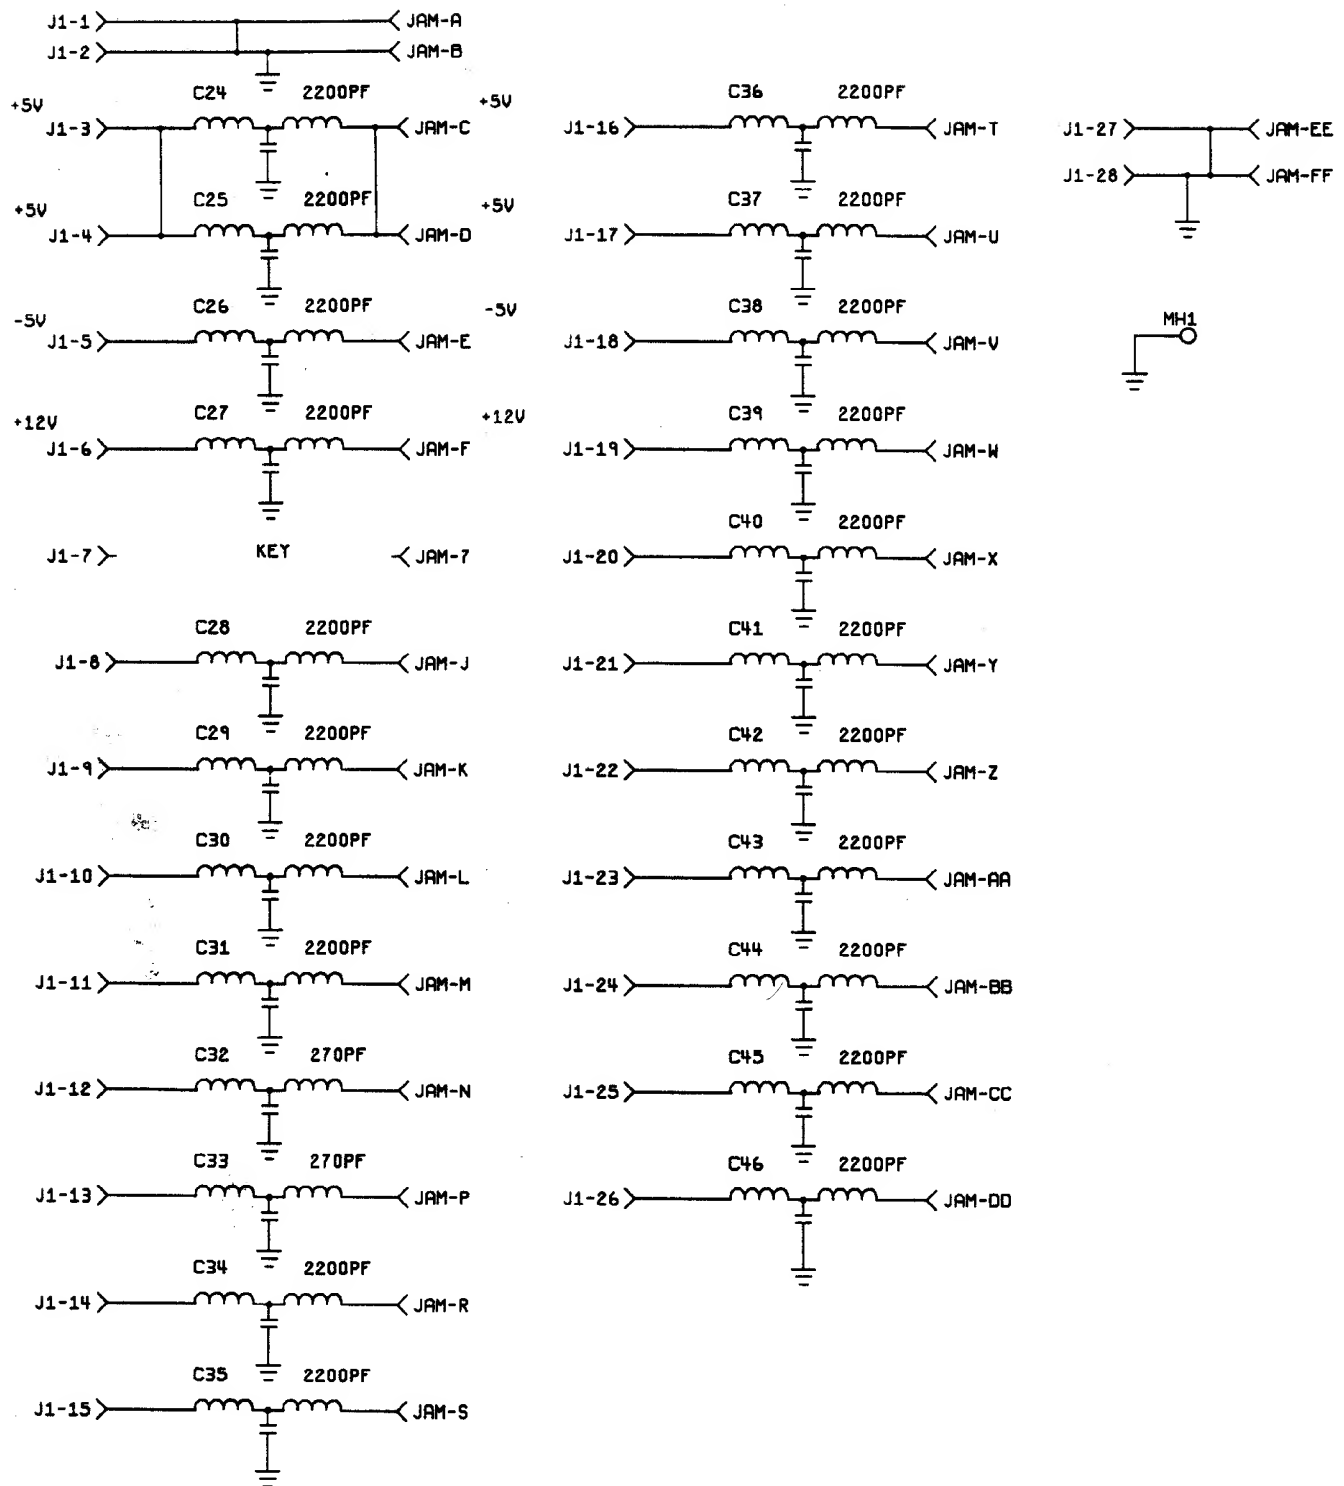 J1-1 JAM-A
J1-2 JAM-B
C24 2200PF
+5V +5V
J1-3 JAM-C
C25 2200PF
+5V +5V
J1-4 JAM-D
C26 2200PF
-5V -5V
J1-5 JAM-E
C27 2200PF
+12V +12V
J1-6 JAM-F
J1-7 KEY JAM-7
C28 2200PF
J1-8 JAM-J
C29 2200PF
J1-9 JAM-K
C30 2200PF
J1-10 JAM-L
C31 2200PF
J1-11 JAM-M
C32 270PF
J1-12 JAM-N
C33 270PF
J1-13 JAM-P
C34 2200PF
J1-14 JAM-R
C35 2200PF
J1-15 JAM-S
C36 2200PF
J1-16 JAM-T
C37 2200PF
J1-17 JAM-U
C38 2200PF
J1-18 JAM-V
C39 2200PF
J1-19 JAM-W
C40 2200PF
J1-20 JAM-X
C41 2200PF
J1-21 JAM-Y
C42 2200PF
J1-22 JAM-Z
C43 2200PF
J1-23 JAM-AA
C44 2200PF
J1-24 JAM-BB
C45 2200PF
J1-25 JAM-CC
C46 2200PF
J1-26 JAM-DD
J1-27 JAM-EE
J1-28 JAM-FF
MH1